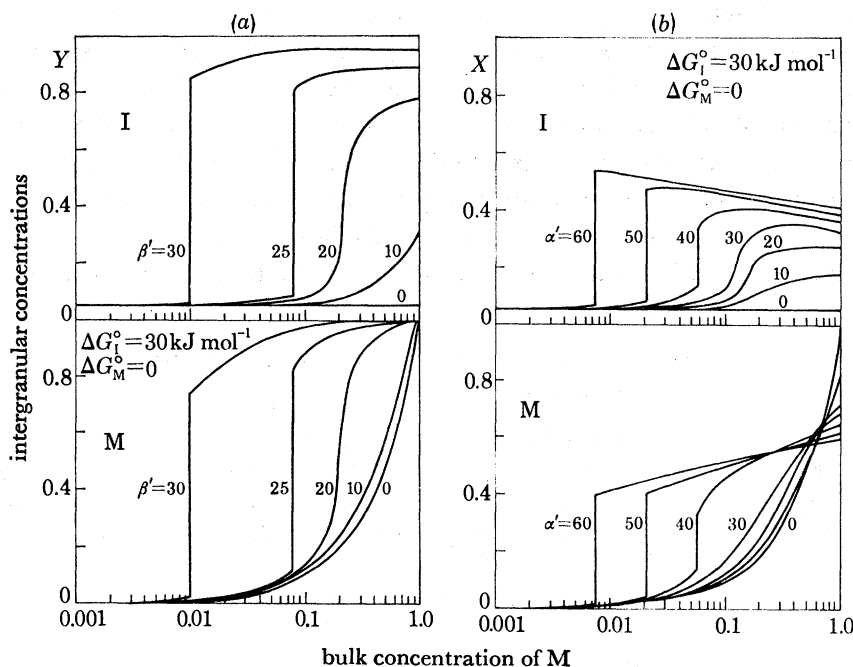 (a)
(b)
Y
0.8
0.4
0
I
β′=30
25
20
10
0
X
0.8
0.4
0
I
ΔG°I=30 kJ mol⁻¹
ΔG°M=0
α′=60
50
40
30
20
10
0
intergranular concentrations
ΔG°I=30 kJ mol⁻¹
ΔG°M=0
0.8
0.4
0
M
β′=30
25
20
10
0
0.001
0.01
0.1
1.0
0.8
0.4
0
M
α′=60
50
40
30
0
0.001
0.01
0.1
1.0
bulk concentration of M